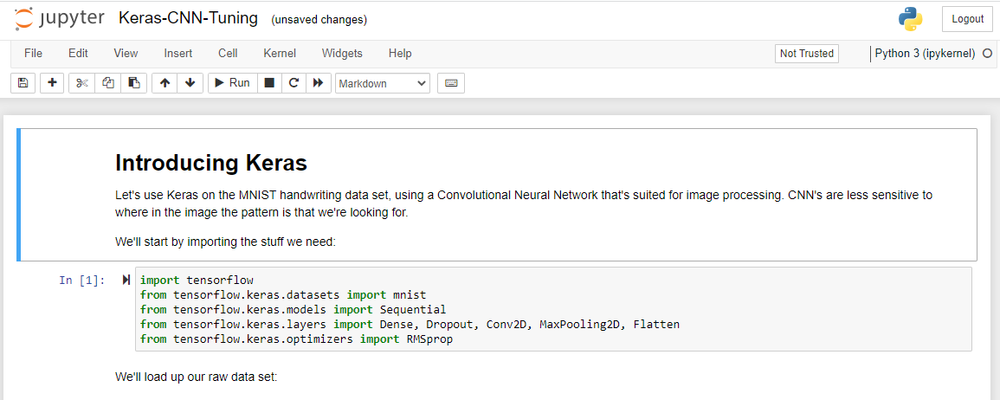 jupyter Keras-CNN-Tuning (unsaved changes) Logout
File Edit View Insert Cell Kernel Widgets Help Not Trusted Python 3 (ipykernel)
Run Markdown
Introducing Keras
Let's use Keras on the MNIST handwriting data set, using a Convolutional Neural Network that's suited for image processing. CNN's are less sensitive to
where in the image the pattern is that we're looking for.
We'll start by importing the stuff we need:
In [1]: import tensorflow
from tensorflow.keras.datasets import mnist
from tensorflow.keras.models import Sequential
from tensorflow.keras.layers import Dense, Dropout, Conv2D, MaxPooling2D, Flatten
from tensorflow.keras.optimizers import RMSprop
We'll load up our raw data set: